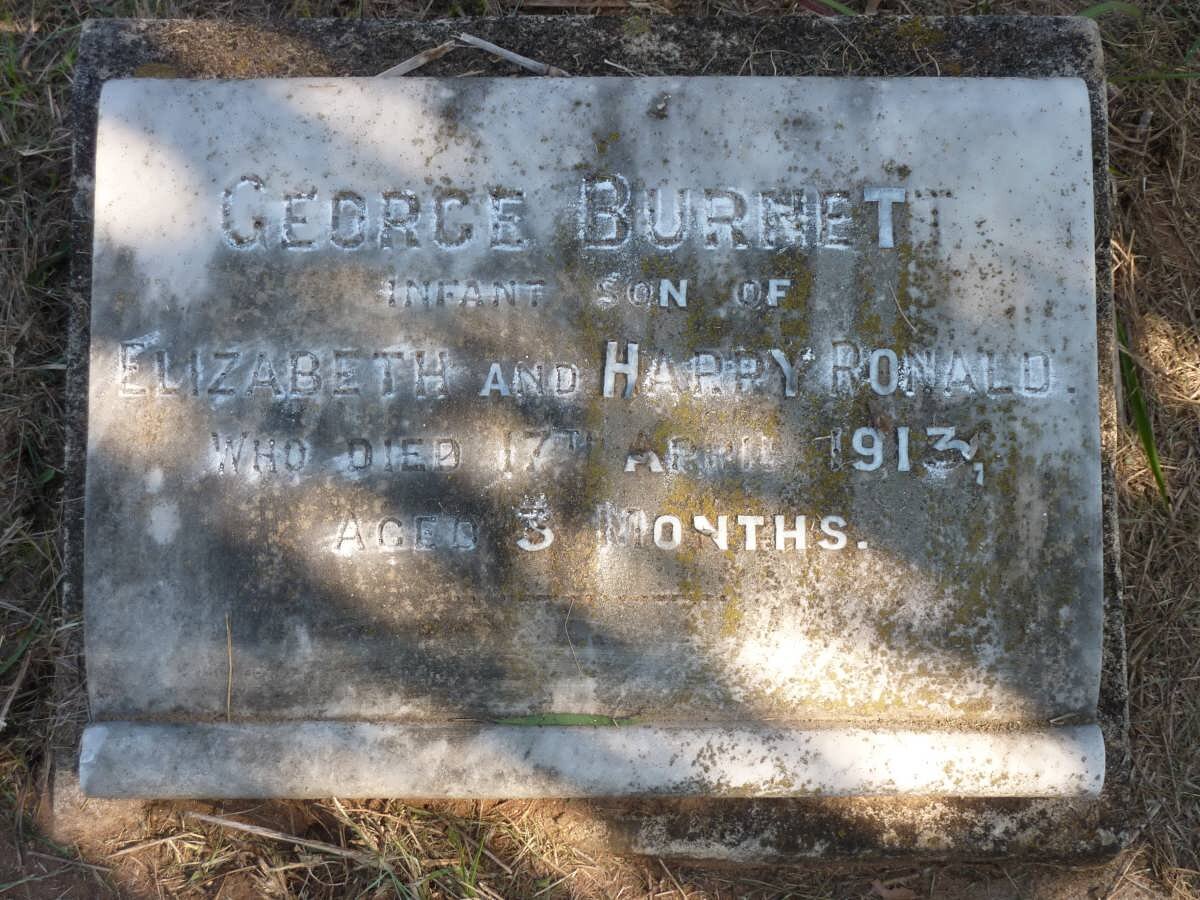 GEORGE BURNETT
INFANT SON OF
ELIZABETH AND HARRY RONALD.
WHO DIED 17TH APRIL 1913,
AGED 3 MONTHS.